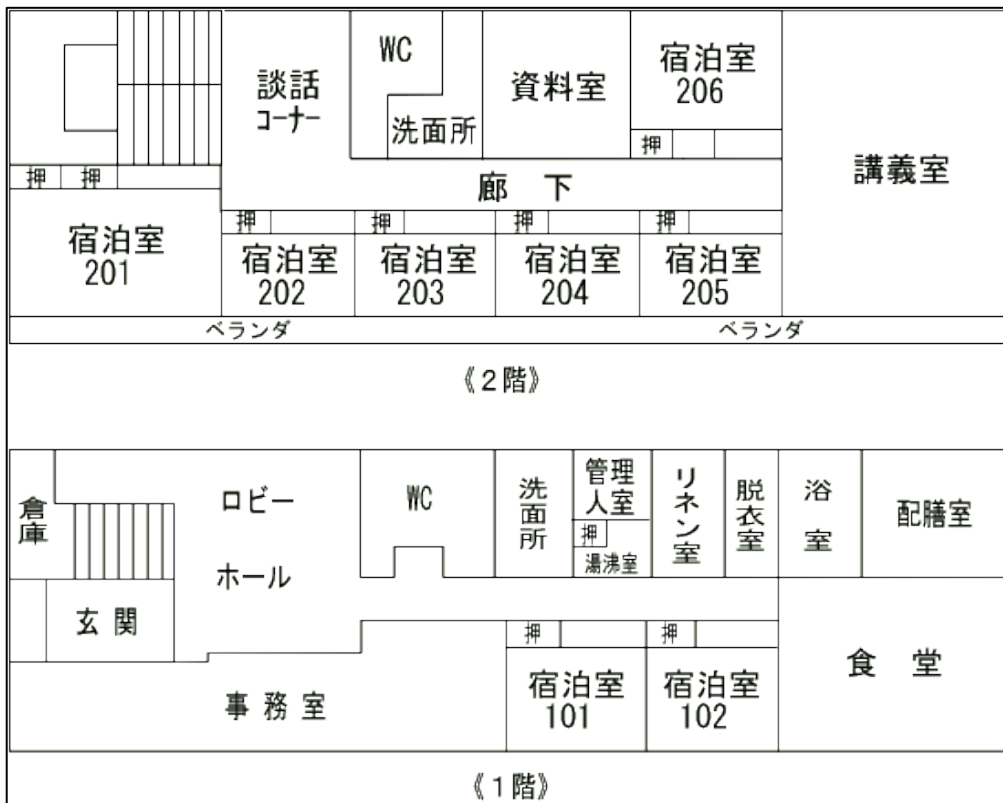 WC
談話
コーナー
洗面所
資料室
宿泊室
206
押
講義室
廊 下
押 押
宿泊室
201
押
宿泊室
202
押
宿泊室
203
押
宿泊室
204
押
宿泊室
205
ベランダ
ベランダ
《2階》
倉庫
ロビー
ホール
WC
洗面所
管理
人室
押
湯沸室
リネン室
脱衣室
浴室
配膳室
玄関
事務室
押
宿泊室
101
押
宿泊室
102
食 堂
《1階》